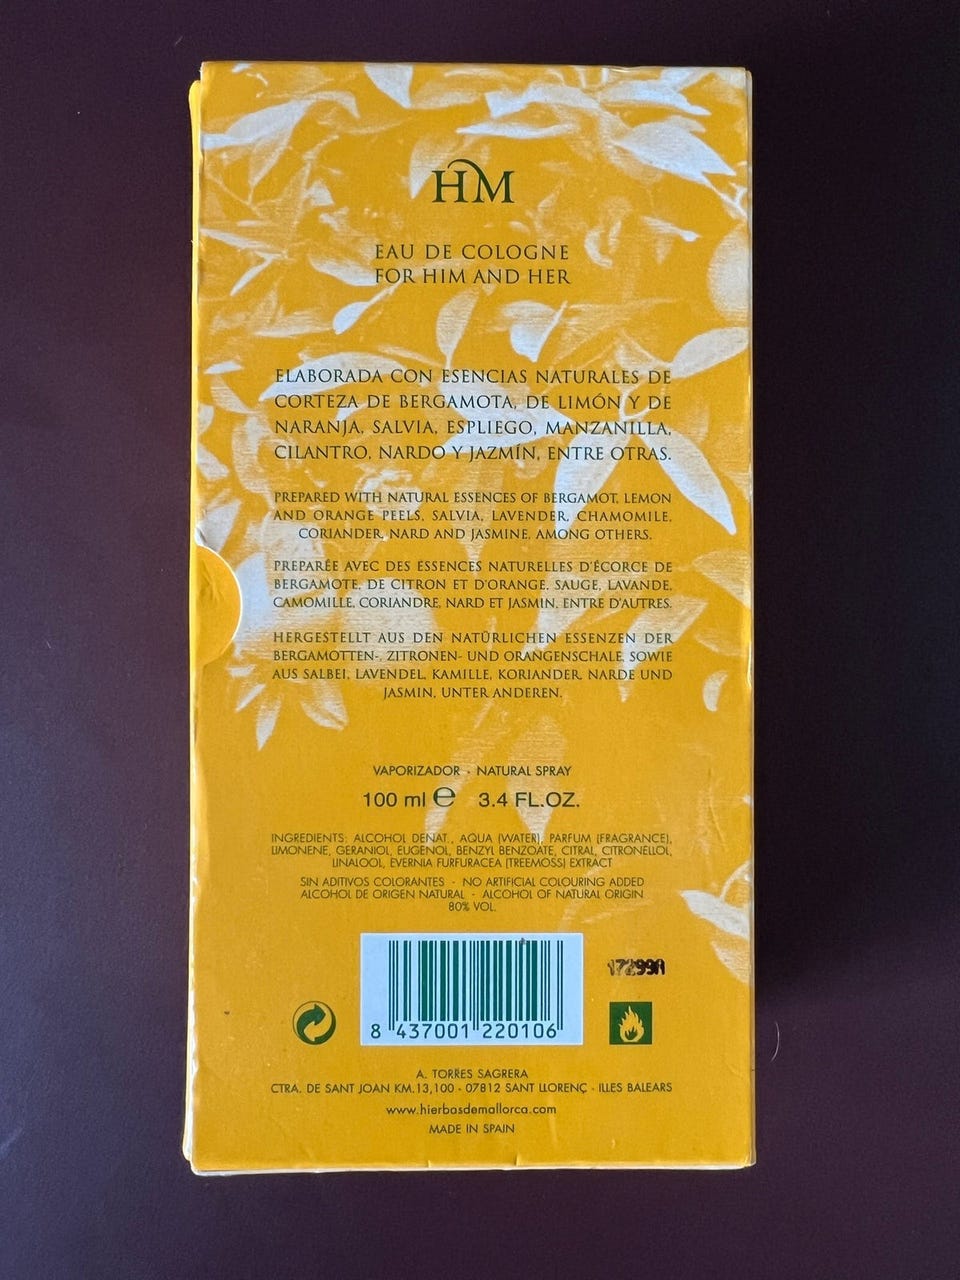 HM
EAU DE COLOGNE
FOR HIM AND HER
ELABORADA CON ESENCIAS NATURALES DE
CORTEZA DE BERGAMOTA, DE LIMÓN Y DE
NARANJA, SALVIA, ESPLIEGO, MANZANILLA,
CILANTRO, NARDO Y JAZMÍN, ENTRE OTRAS.
PREPARED WITH NATURAL ESSENCES OF BERGAMOT, LEMON
AND ORANGE PEELS, SALVIA, LAVENDER, CHAMOMILE,
CORIANDER, NARD AND JASMINE, AMONG OTHERS.
PREPARÉE AVEC DES ESSENCES NATURELLES D'ÉCORCE DE
BERGAMOTE, DE CITRON ET D'ORANGE, SAUGE, LAVANDE,
CAMOMILLE, CORIANDRE, NARD ET JASMIN, ENTRE D'AUTRES.
HERGESTELLT AUS DEN NATÜRLICHEN ESSENZEN DER
BERGAMOTTEN-, ZITRONEN- UND ORANGENSCHALE, SOWIE
AUS SALBEI, LAVENDEL, KAMILLE, KORIANDER, NARDE UND
JASMIN, UNTER ANDEREN.
VAPORIZADOR · NATURAL SPRAY
100 ml ℮ 3.4 FL.OZ.
INGREDIENTS: ALCOHOL DENAT., AQUA (WATER), PARFUM (FRAGRANCE),
LIMONENE, GERANIOL, EUGENOL, BENZYL BENZOATE, CITRAL, CITRONELLOL,
LINALOOL, EVERNIA FURFURACEA (TREEMOSS) EXTRACT
SIN ADITIVOS COLORANTES · NO ARTIFICIAL COLOURING ADDED
ALCOHOL DE ORIGEN NATURAL · ALCOHOL OF NATURAL ORIGIN
80% VOL.
17299A
8 437001 220106
A. TORRES SAGRERA
CTRA. DE SANT JOAN KM.13,100 · 07812 SANT LLORENÇ · ILLES BALEARS
www.hierbasdemallorca.com
MADE IN SPAIN